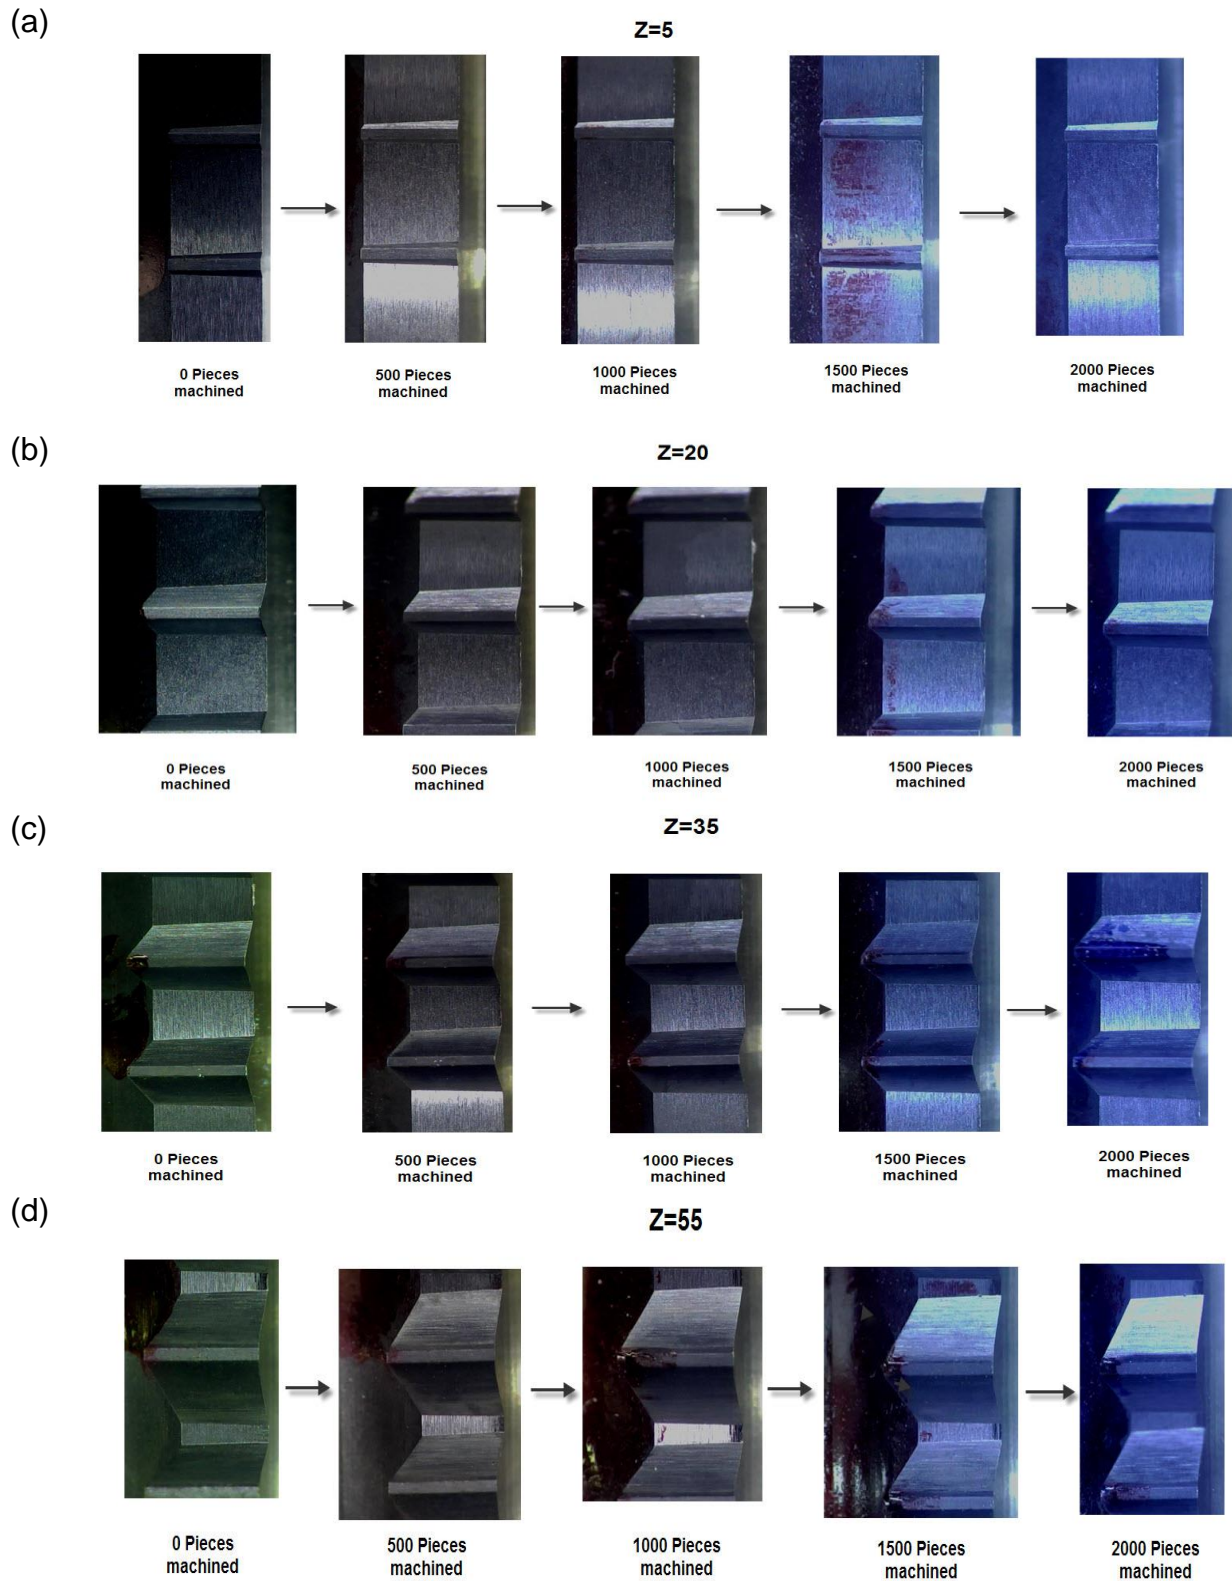 (a)
Z=5
0 Pieces
machined
500 Pieces
machined
1000 Pieces
machined
1500 Pieces
machined
2000 Pieces
machined
(b)
Z=20
0 Pieces
machined
500 Pieces
machined
1000 Pieces
machined
1500 Pieces
machined
2000 Pieces
machined
(c)
Z=35
0 Pieces
machined
500 Pieces
machined
1000 Pieces
machined
1500 Pieces
machined
2000 Pieces
machined
(d)
Z=55
0 Pieces
machined
500 Pieces
machined
1000 Pieces
machined
1500 Pieces
machined
2000 Pieces
machined